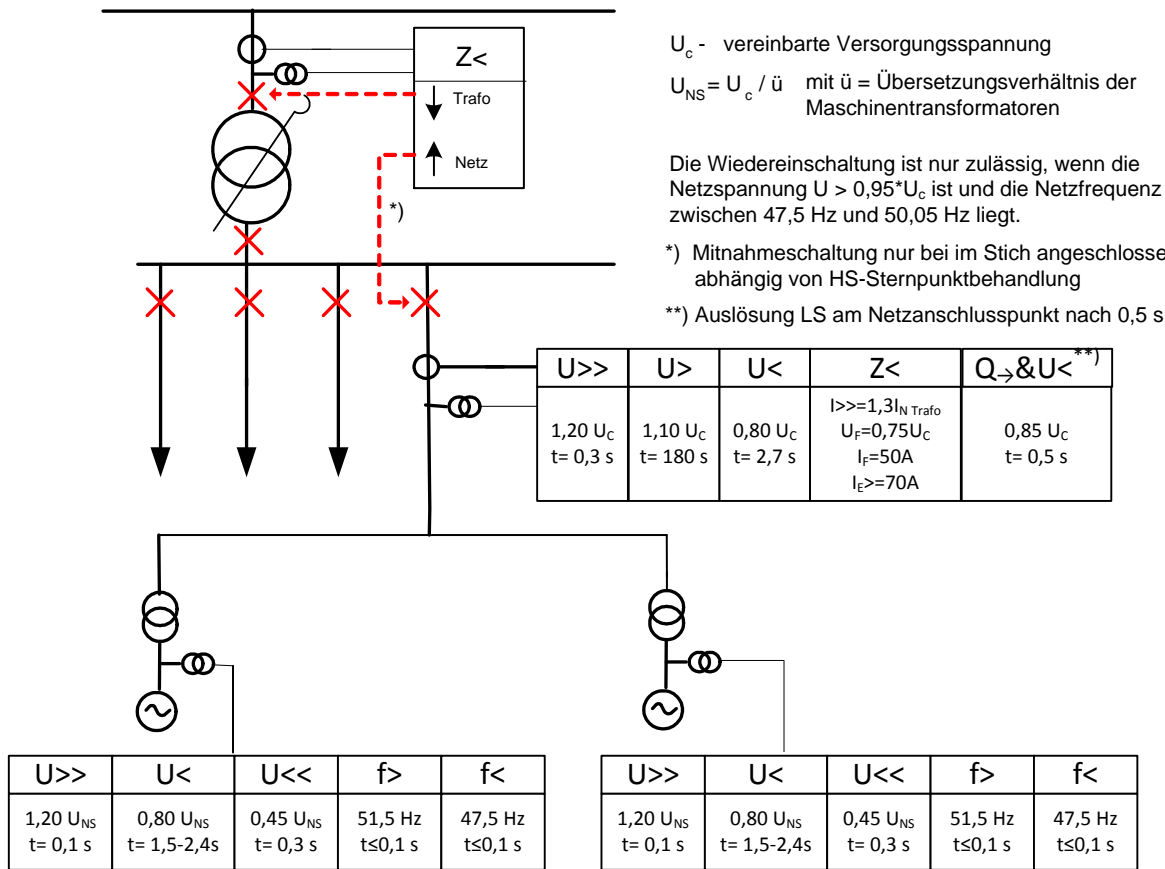 Z<
Trafo
Netz
*)
U_c - vereinbarte Versorgungsspannung
U_NS = U_c / ü mit ü = Übersetzungsverhältnis der
Maschinentransformatoren
Die Wiedereinschaltung ist nur zulässig, wenn die
Netzspannung U > 0,95*U_c ist und die Netzfrequenz
zwischen 47,5 Hz und 50,05 Hz liegt.
*) Mitnahmeschaltung nur bei im Stich angeschlosse
abhängig von HS-Sternpunktbehandlung
**) Auslösung LS am Netzanschlusspunkt nach 0,5 s
U>> U> U< Z< Q→&U< **)
1,20 U_C 1,10 U_C 0,80 U_C I>>=1,3I_N Trafo 0,85 U_C
t= 0,3 s t= 180 s t= 2,7 s U_F=0,75U_C t= 0,5 s
I_F=50A
I_E>=70A
U>> U< U<< f> f<
1,20 U_NS 0,80 U_NS 0,45 U_NS 51,5 Hz 47,5 Hz
t= 0,1 s t= 1,5-2,4s t= 0,3 s t≤0,1 s t≤0,1 s
U>> U< U<< f> f<
1,20 U_NS 0,80 U_NS 0,45 U_NS 51,5 Hz 47,5 Hz
t= 0,1 s t= 1,5-2,4s t= 0,3 s t≤0,1 s t≤0,1 s